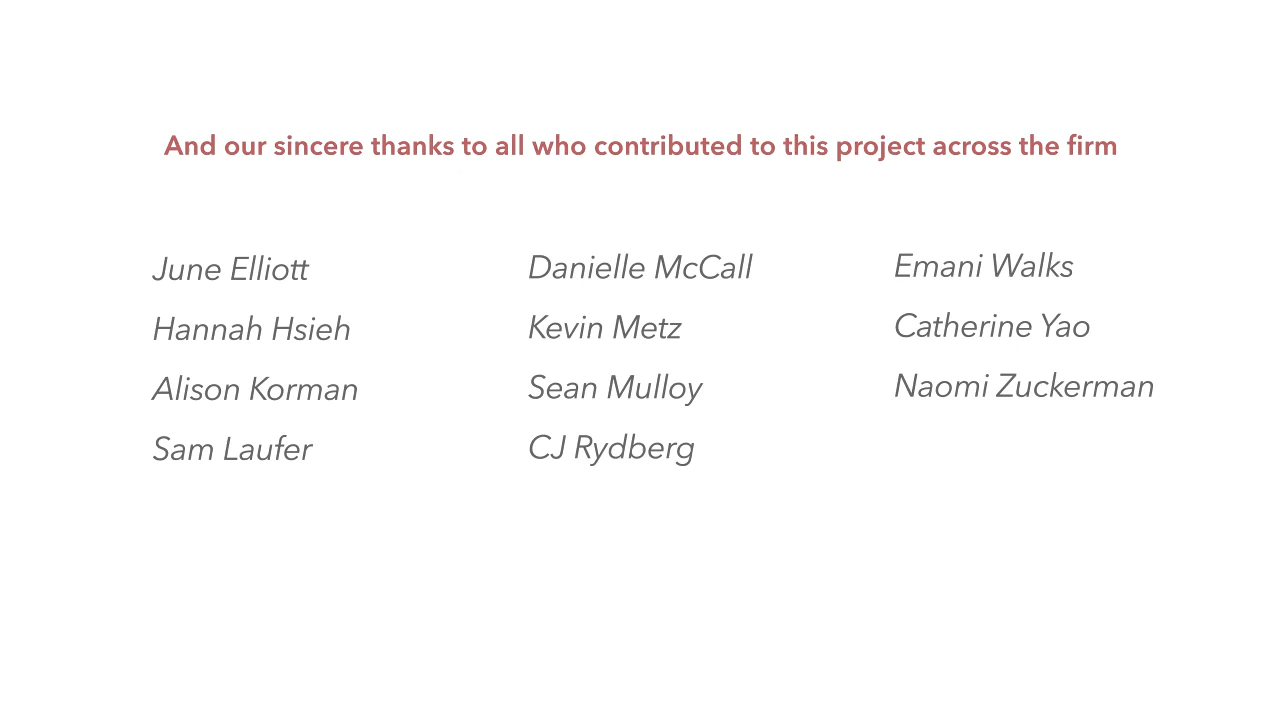 And our sincere thanks to all who contributed to this project across the firm
June Elliott
Hannah Hsieh
Alison Korman
Sam Laufer
Danielle McCall
Kevin Metz
Sean Mulloy
CJ Rydberg
Emani Walks
Catherine Yao
Naomi Zuckerman